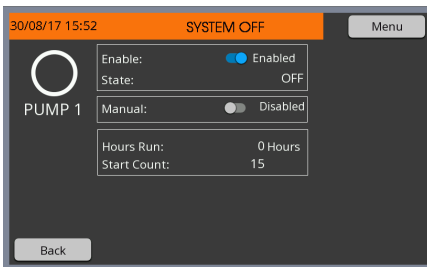 30/08/17 15:52 SYSTEM OFF Menu
Enable: Enabled
State: OFF
PUMP 1
Manual: Disabled
Hours Run: 0 Hours
Start Count: 15
Back